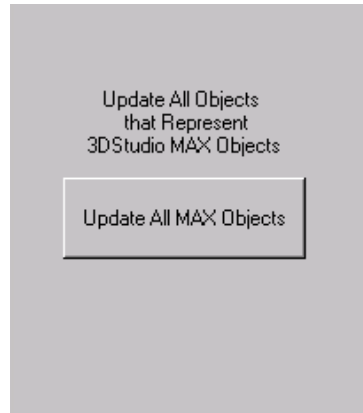 Update All Objects
that Represent
3DStudio MAX Objects
Update All MAX Objects